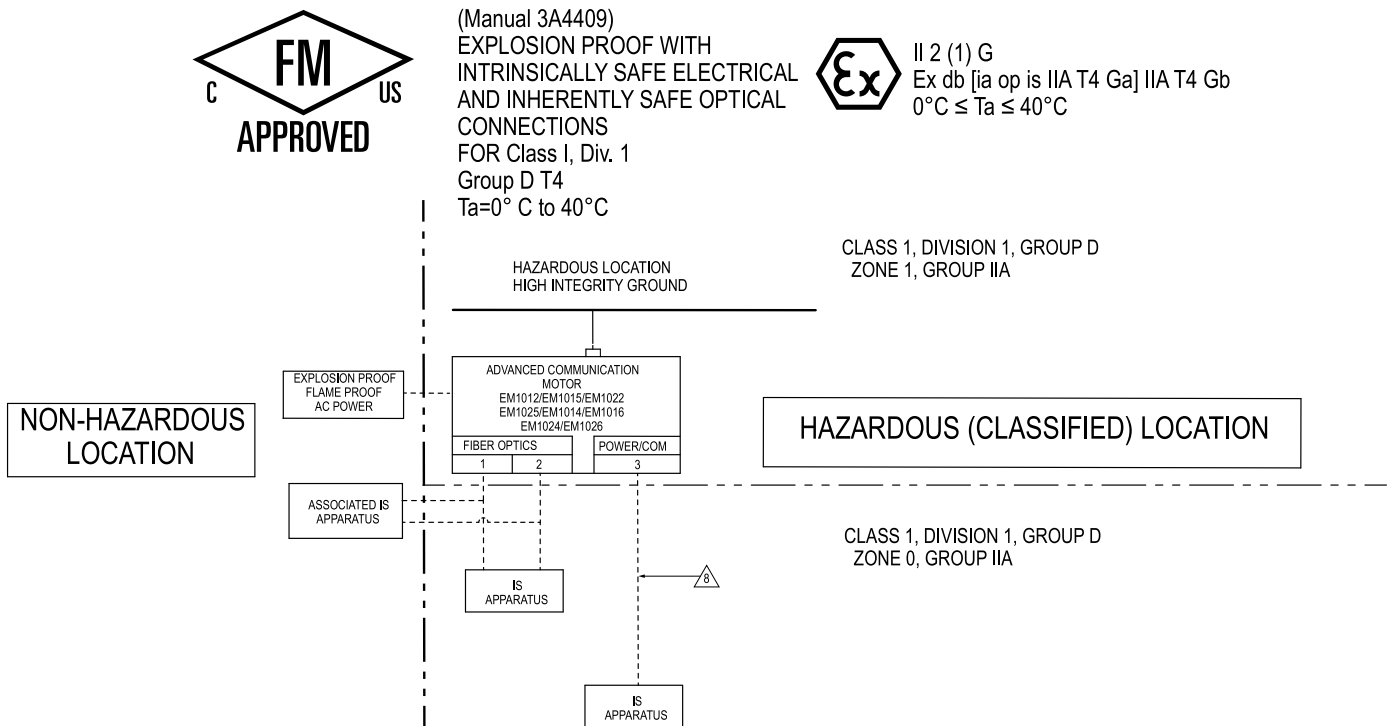 FM
C
US
APPROVED
(Manual 3A4409)
EXPLOSION PROOF WITH
INTRINSICALLY SAFE ELECTRICAL
AND INHERENTLY SAFE OPTICAL
CONNECTIONS
FOR Class I, Div. 1
Group D T4
Ta=0° C to 40°C
Ex
II 2 (1) G
Ex db [ia op is IIA T4 Ga] IIA T4 Gb
0°C ≤ Ta ≤ 40°C
HAZARDOUS LOCATION
HIGH INTEGRITY GROUND
CLASS 1, DIVISION 1, GROUP D
ZONE 1, GROUP IIA
EXPLOSION PROOF
FLAME PROOF
AC POWER
ADVANCED COMMUNICATION
MOTOR
EM1012/EM1015/EM1022
EM1025/EM1014/EM1016
EM1024/EM1026
FIBER OPTICS
POWER/COM
1
2
3
NON-HAZARDOUS
LOCATION
HAZARDOUS (CLASSIFIED) LOCATION
ASSOCIATED IS
APPARATUS
CLASS 1, DIVISION 1, GROUP D
ZONE 0, GROUP IIA
IS
APPARATUS
8
IS
APPARATUS